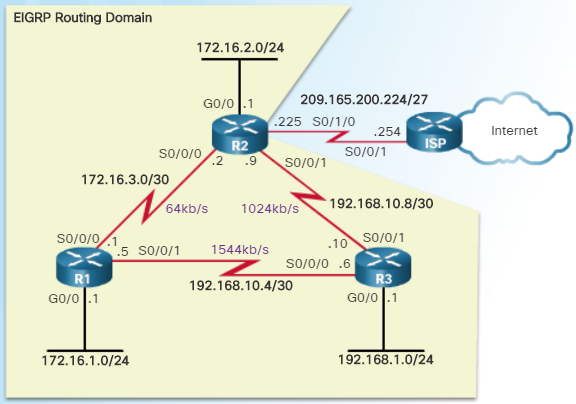 EIGRP Routing Domain
172.16.2.0/24
G0/0 .1
209.165.200.224/27
.225 S0/1/0
.254
R2
ISP
Internet
S0/0/1
S0/0/0 .2 .9 S0/0/1
172.16.3.0/30
64kb/s
1024kb/s
192.168.10.8/30
S0/0/0 .1
.10 S0/0/1
.5 S0/0/1
1544kb/s
S0/0/0 .6
R1
192.168.10.4/30
R3
G0/0 .1
G0/0 .1
172.16.1.0/24
192.168.1.0/24